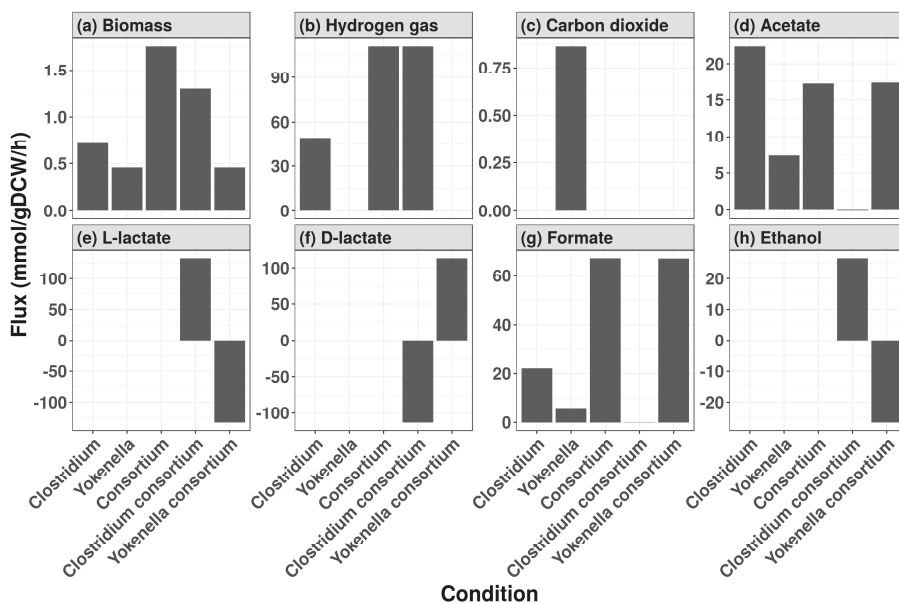 (a) Biomass
(b) Hydrogen gas
(c) Carbon dioxide
(d) Acetate
1.5
1.0
0.5
0.0
90
60
30
0
0.75
0.50
0.25
0.00
20
15
10
5
0
Flux (mmol/gDCW/h)
(e) L-lactate
(f) D-lactate
(g) Formate
(h) Ethanol
100
50
0
-50
-100
100
50
0
-50
-100
60
40
20
0
20
10
0
-10
-20
Clostridium
Yokenella
Consortium
Clostridium consortium
Yokenella consortium
Clostridium
Yokenella
Consortium
Clostridium consortium
Yokenella consortium
Clostridium
Yokenella
Consortium
Clostridium consortium
Yokenella consortium
Clostridium
Yokenella
Consortium
Clostridium consortium
Yokenella consortium
Condition